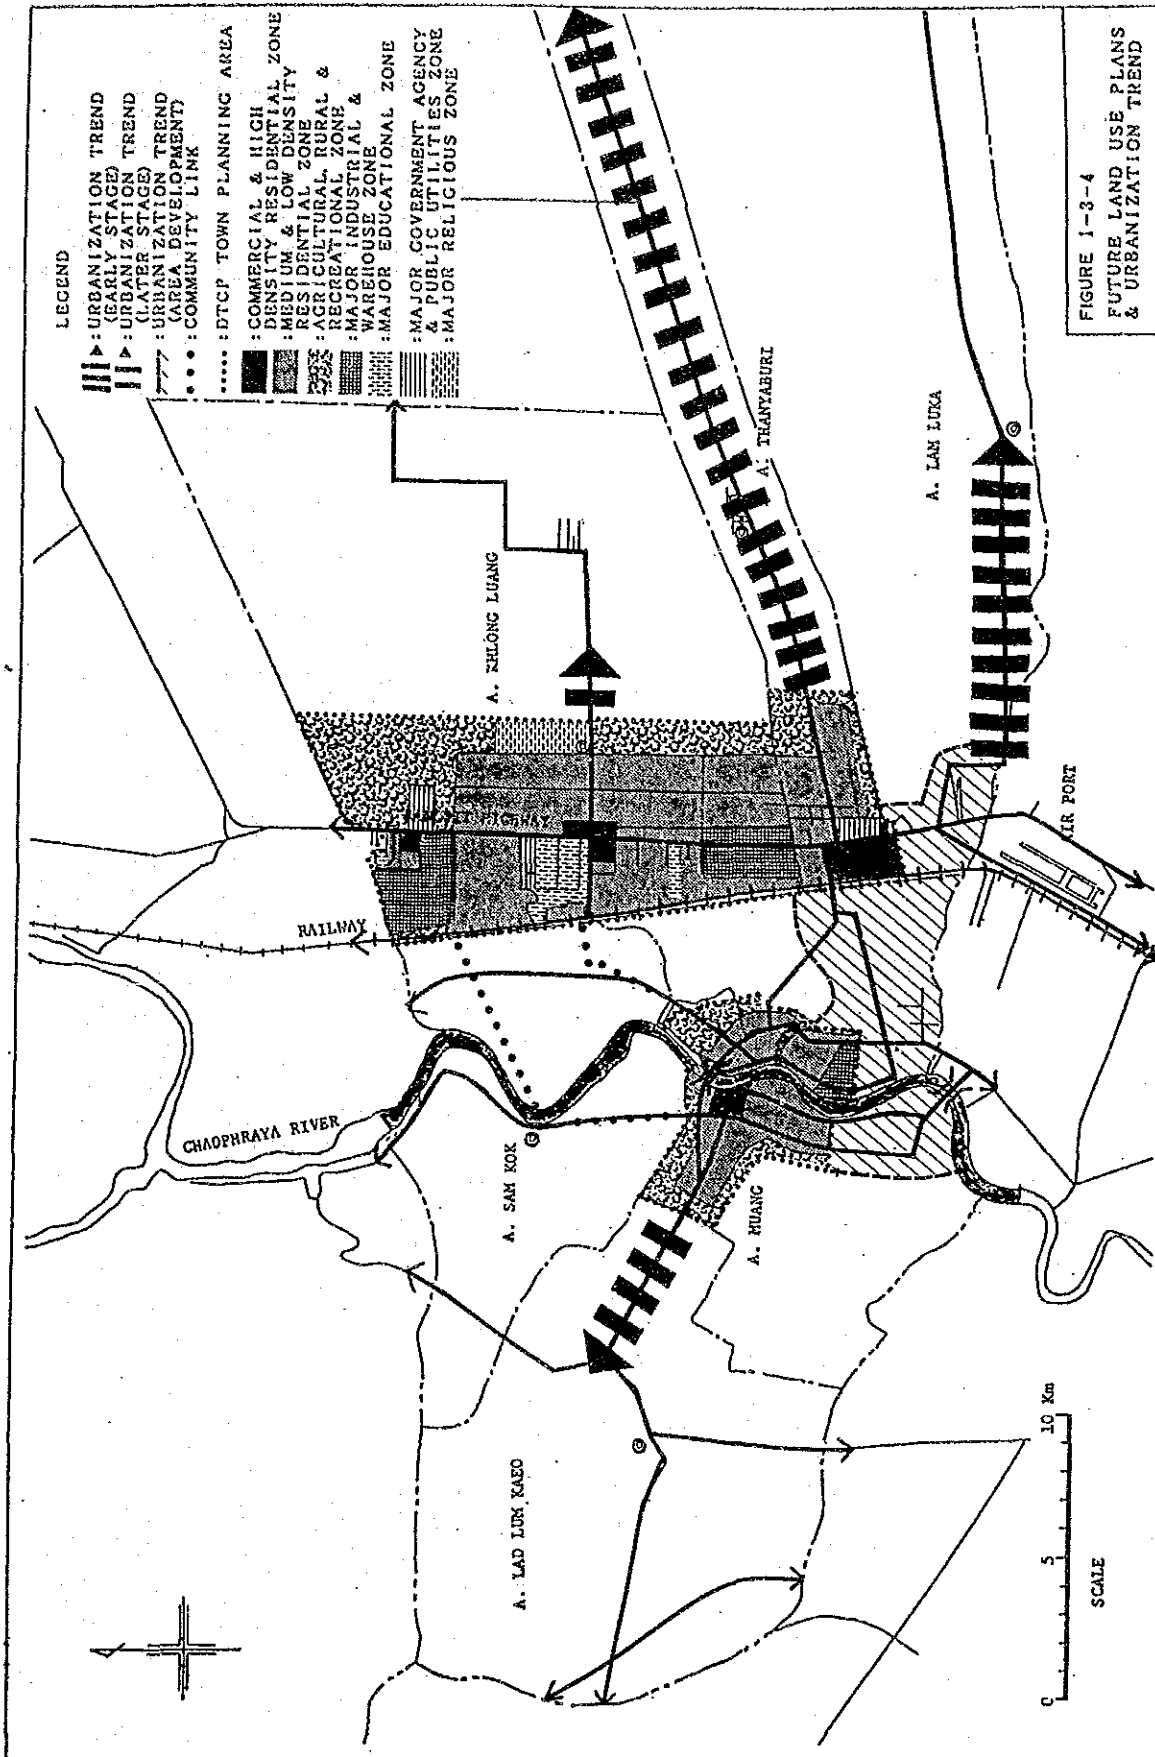 LEGEND
: URBANIZATION TREND
(EARLY STAGE)
: URBANIZATION TREND
(LATER STAGE)
: URBANIZATION TREND
(AREA DEVELOPMENT)
: COMMUNITY LINK
: DTCP TOWN PLANNING AREA
: COMMERCIAL & HIGH
DENSITY RESIDENTIAL ZONE
: MEDIUM & LOW DENSITY
RESIDENTIAL ZONE
: AGRICULTURAL, RURAL &
RECREATIONAL ZONE
: MAJOR INDUSTRIAL &
WAREHOUSE ZONE
: MAJOR EDUCATIONAL ZONE
: MAJOR GOVERNMENT AGENCY
& PUBLIC UTILITIES ZONE
: MAJOR RELIGIOUS ZONE
RAILWAY
HIGHWAY
CHAOPHRAYA RIVER
A. KHLONG LUANG
A. SAM KOK
A. LAD LUM KAEO
A. THANYABURI
A. MUANG
A. LAM LUKA
AIR PORT
0 5 10 Km
SCALE
FIGURE 1-3-4
FUTURE LAND USE PLANS
& URBANIZATION TREND